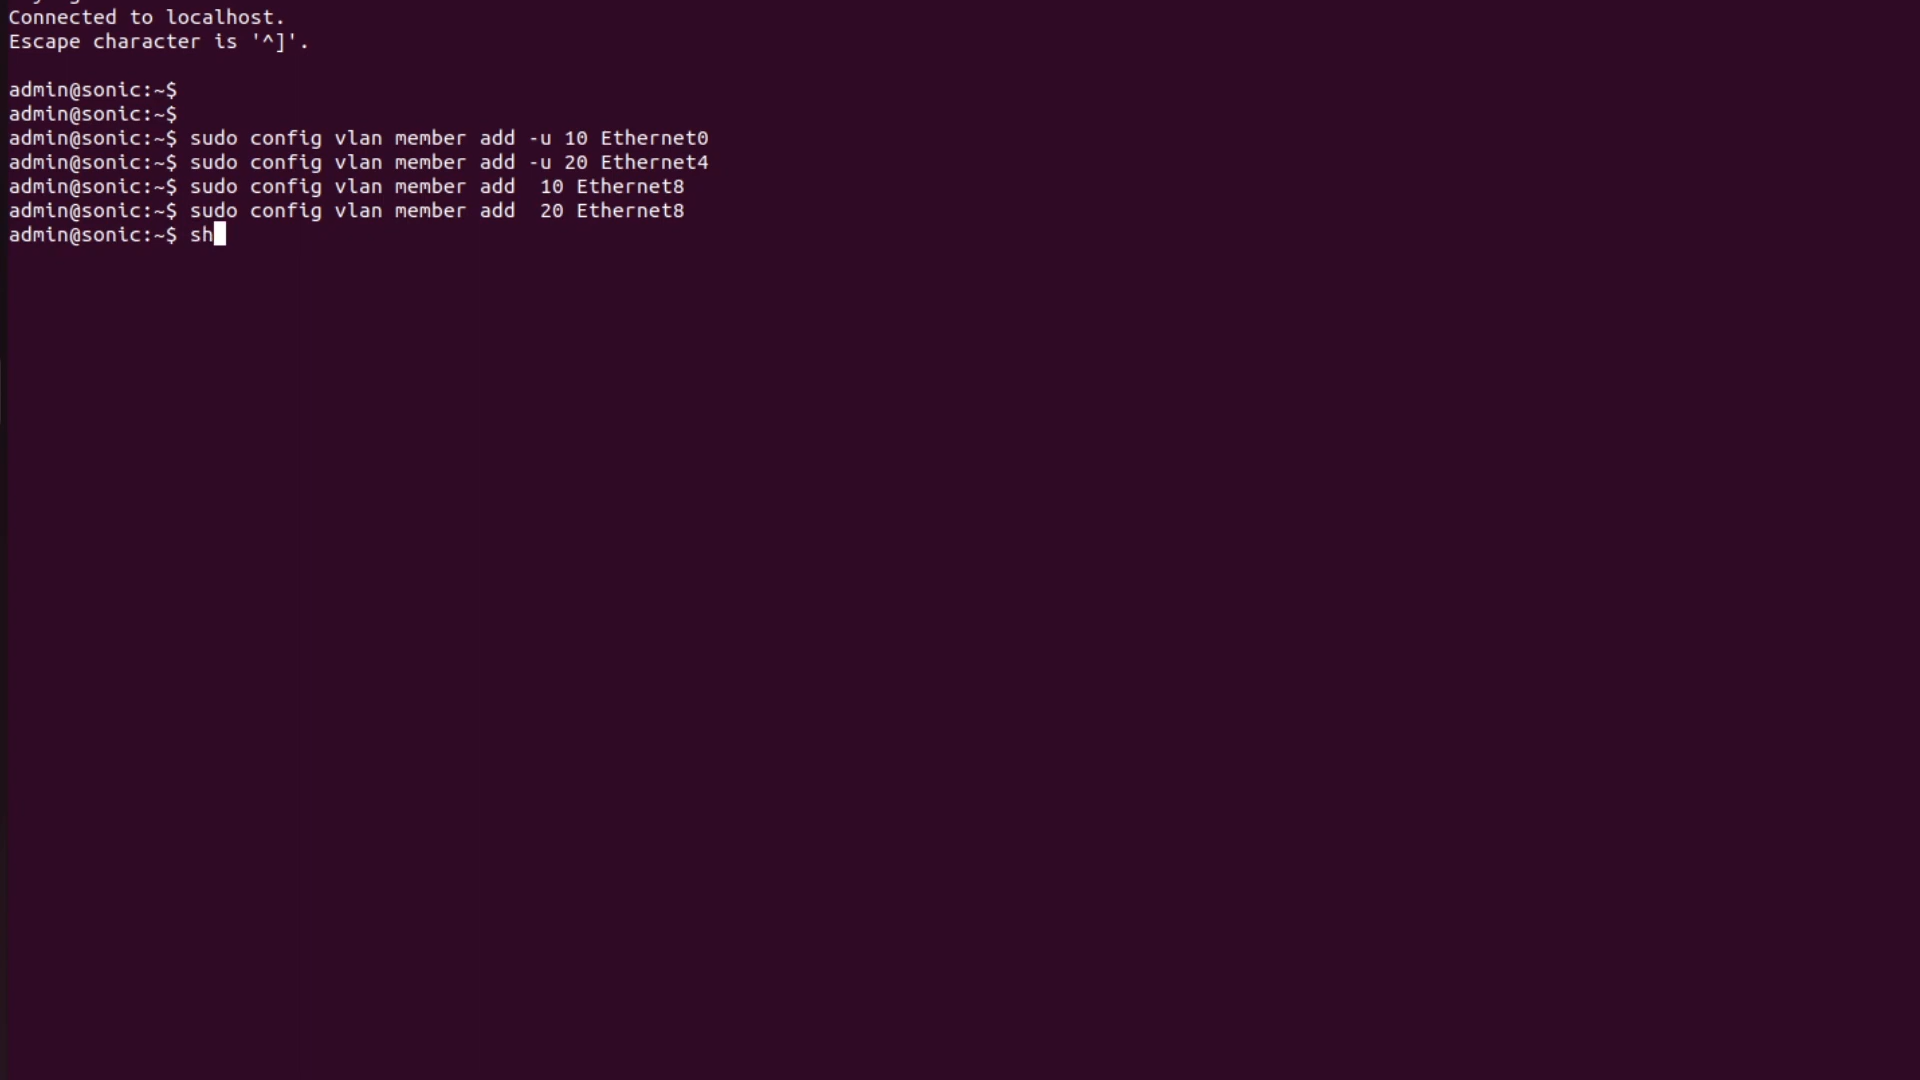 Connected to localhost.
Escape character is '^]'.
admin@sonic:~$
admin@sonic:~$
admin@sonic:~$ sudo config vlan member add -u 10 Ethernet0
admin@sonic:~$ sudo config vlan member add -u 20 Ethernet4
admin@sonic:~$ sudo config vlan member add  10 Ethernet8
admin@sonic:~$ sudo config vlan member add  20 Ethernet8
admin@sonic:~$ sh